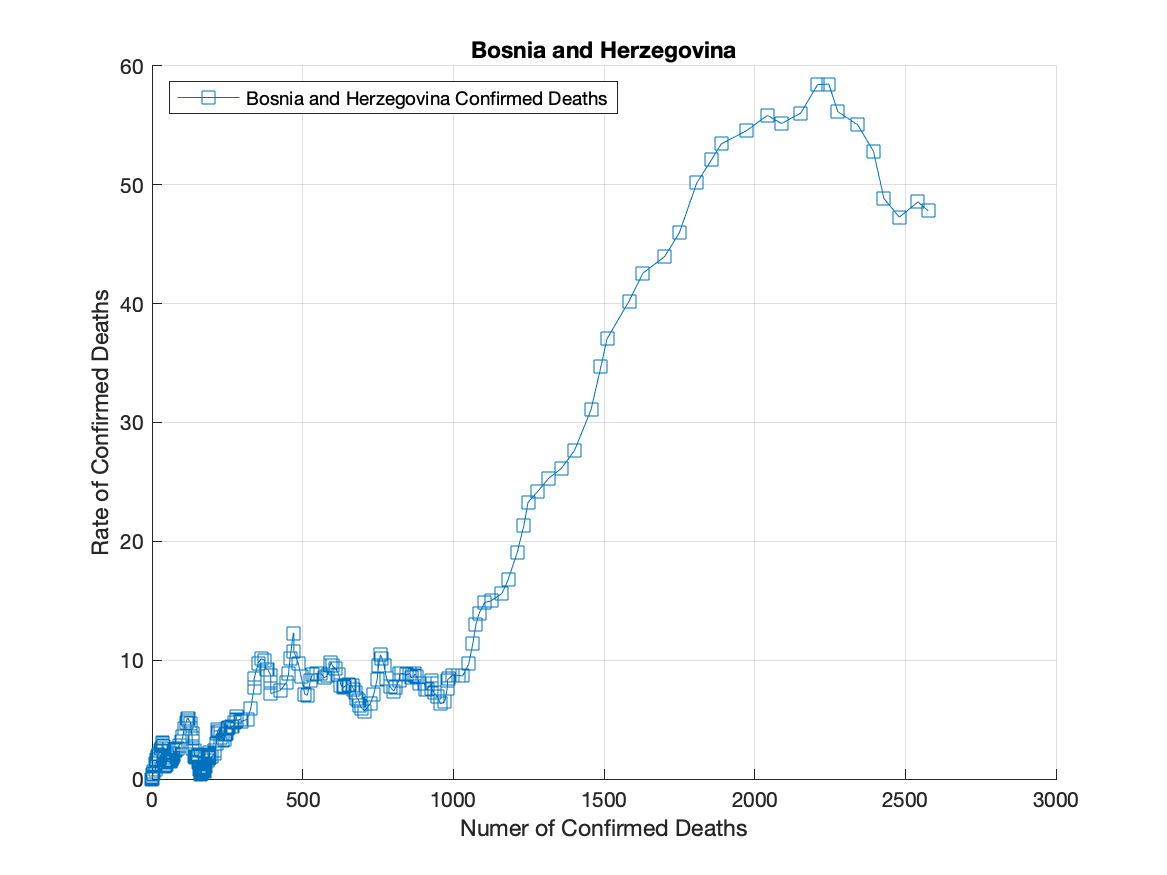 Bosnia and Herzegovina
Bosnia and Herzegovina Confirmed Deaths
60
50
40
30
20
10
0
Rate of Confirmed Deaths
0 500 1000 1500 2000 2500 3000
Numer of Confirmed Deaths